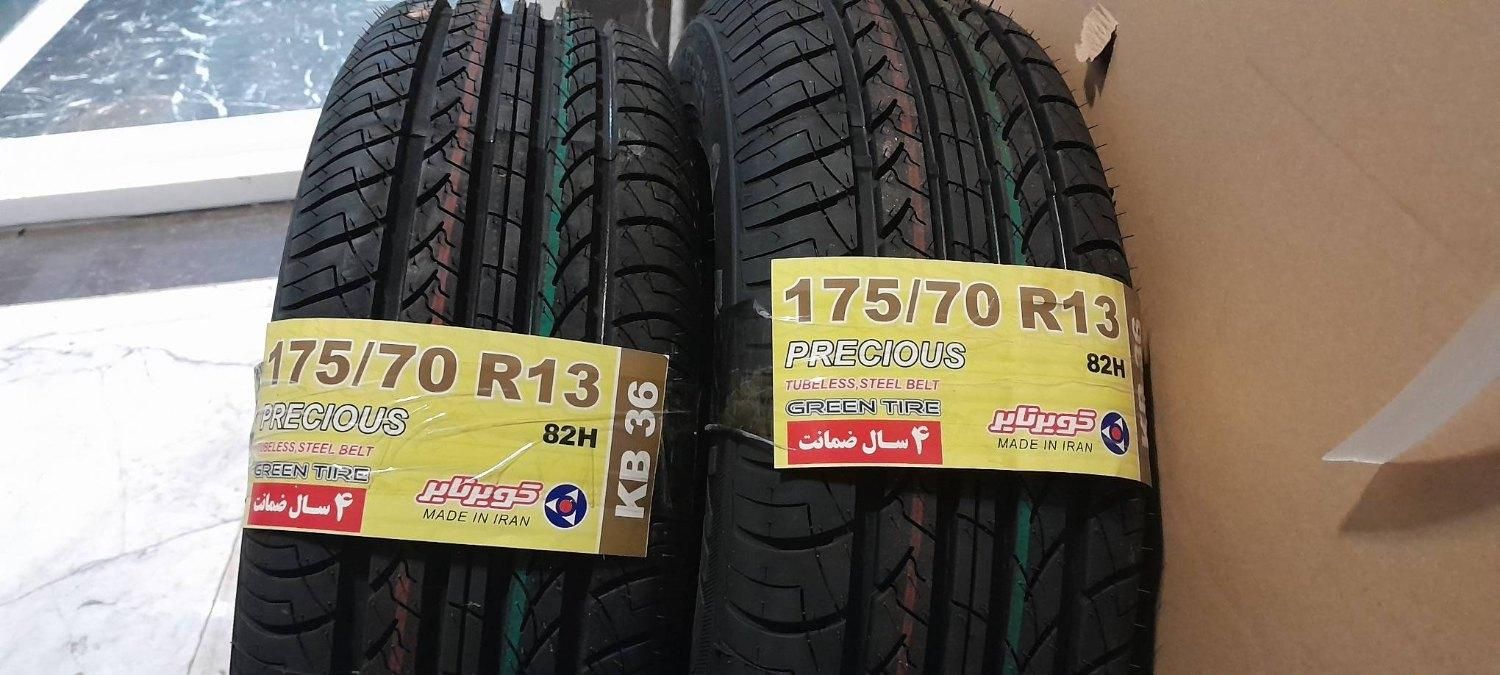 175/70 R13
PRECIOUS
82H
TUBELESS,STEEL BELT
GREEN TIRE
۴ سال ضمانت
کویرتایر
MADE IN IRAN
KB 36
175/70 R13
PRECIOUS
82H
TUBELESS,STEEL BELT
GREEN TIRE
۴ سال ضمانت
کویرتایر
MADE IN IRAN